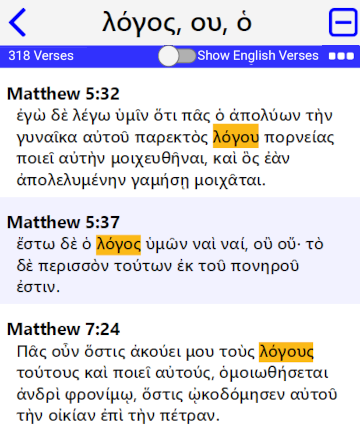 λόγος, ου, ὁ
318 Verses Show English Verses
Matthew 5:32
ἐγὼ δὲ λέγω ὑμῖν ὅτι πᾶς ὁ ἀπολύων τὴν
γυναῖκα αὐτοῦ παρεκτὸς λόγου πορνείας
ποιεῖ αὐτὴν μοιχευθῆναι, καὶ ὃς ἐὰν
ἀπολελυμένην γαμήσῃ μοιχᾶται.
Matthew 5:37
ἔστω δὲ ὁ λόγος ὑμῶν ναὶ ναί, οὒ οὔ· τὸ
δὲ περισσὸν τούτων ἐκ τοῦ πονηροῦ
ἐστιν.
Matthew 7:24
Πᾶς οὖν ὅστις ἀκούει μου τοὺς λόγους
τούτους καὶ ποιεῖ αὐτούς, ὁμοιωθήσεται
ἀνδρὶ φρονίμῳ, ὅστις ᾠκοδόμησεν αὐτοῦ
τὴν οἰκίαν ἐπὶ τὴν πέτραν.